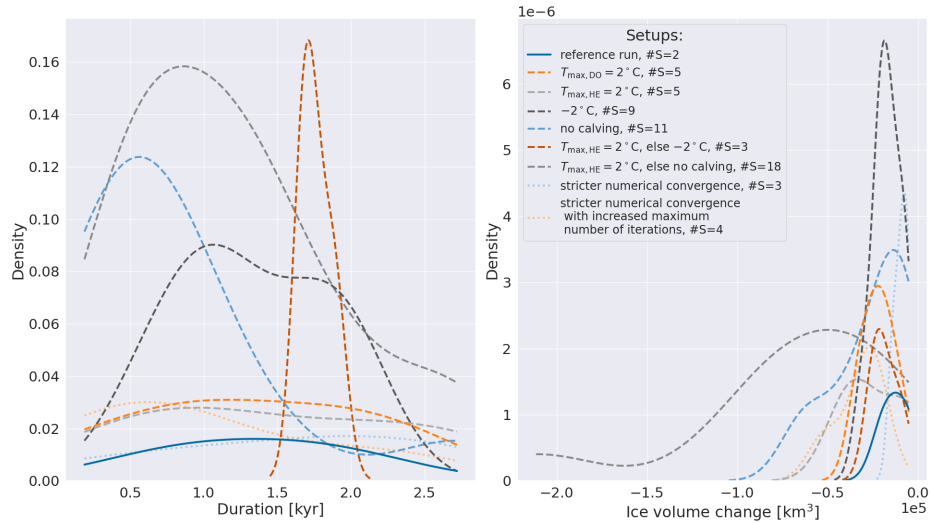 1e−6
Setups:
reference run, #S=2
T_max,DO = 2°C, #S=5
T_max,HE = 2°C, #S=5
−2°C, #S=9
no calving, #S=11
T_max,HE = 2°C, else −2°C, #S=3
T_max,HE = 2°C, else no calving, #S=18
stricter numerical convergence, #S=3
stricter numerical convergence
with increased maximum
number of iterations, #S=4
Density
0.16
0.14
0.12
0.10
0.08
0.06
0.04
0.02
0.00
0.5 1.0 1.5 2.0 2.5
Duration [kyr]
Density
6
5
4
3
2
1
0
−2.0 −1.5 −1.0 −0.5 0.0
1e5
Ice volume change [km³]